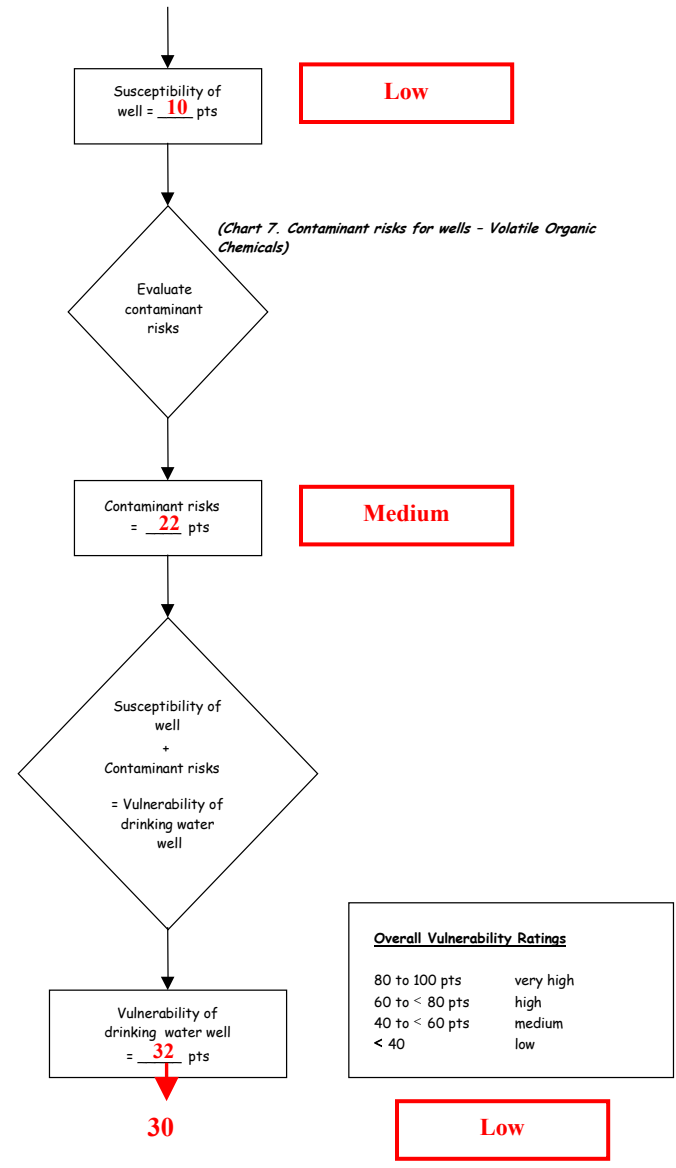 Susceptibility of
well = 10 pts
Low
(Chart 7. Contaminant risks for wells – Volatile Organic
Chemicals)
Evaluate
contaminant
risks
Contaminant risks
= 22 pts
Medium
Susceptibility of
well
+
Contaminant risks
= Vulnerability of
drinking water
well
Vulnerability of
drinking water well
= 32 pts
30
Overall Vulnerability Ratings
80 to 100 pts very high
60 to < 80 pts high
40 to < 60 pts medium
< 40 low
Low